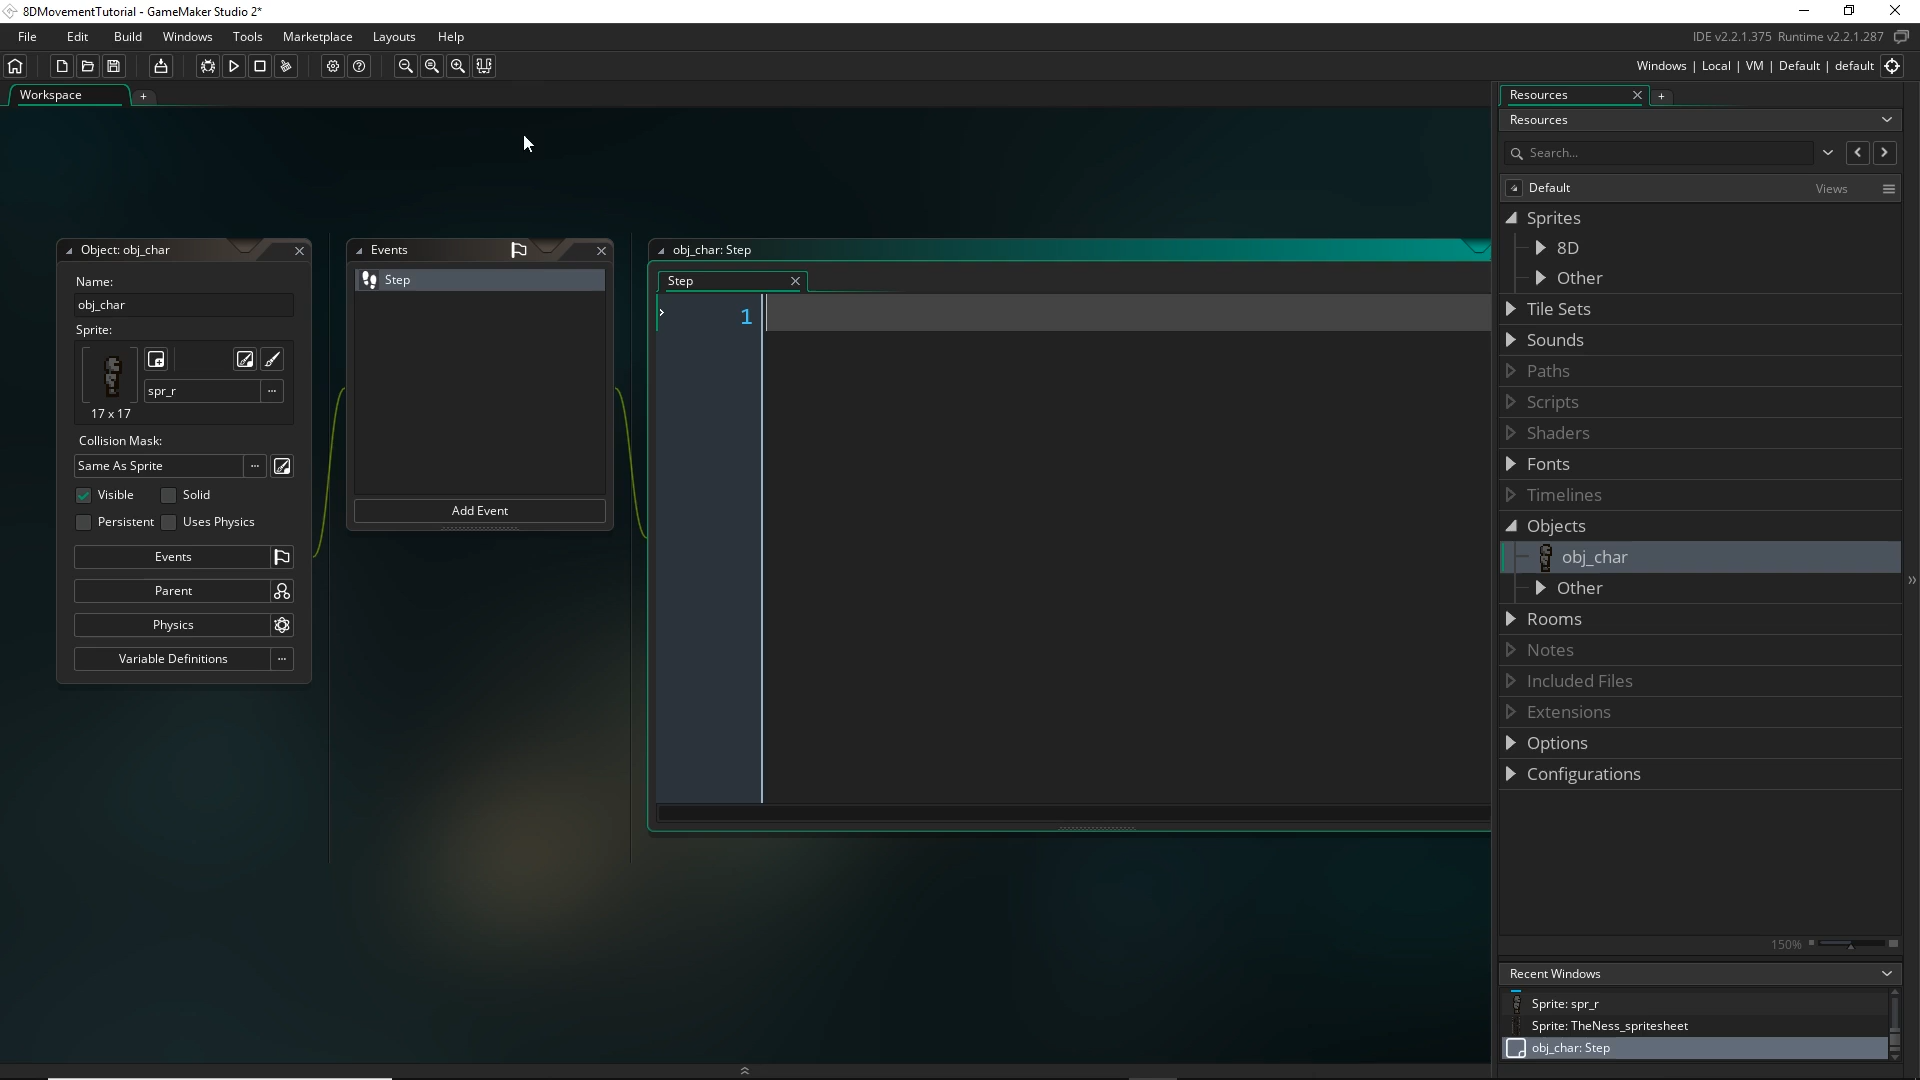 8DMovementTutorial - GameMaker Studio 2*
File Edit Build Windows Tools Marketplace Layouts Help
IDE v2.2.1.375 Runtime v2.2.1.287
Windows | Local | VM | Default | default
Workspace +
Resources +
Resources
Search...
Default Views
Sprites
8D
Other
Tile Sets
Sounds
Paths
Scripts
Shaders
Fonts
Timelines
Objects
obj_char
Other
Rooms
Notes
Included Files
Extensions
Options
Configurations
150%
Recent Windows
Sprite: spr_r
Sprite: TheNess_spritesheet
obj_char: Step
Object: obj_char
Name:
obj_char
Sprite:
spr_r ...
17 x 17
Collision Mask:
Same As Sprite ...
Visible Solid
Persistent Uses Physics
Events
Parent
Physics
Variable Definitions ...
Events
Step
Add Event
obj_char: Step
Step
1